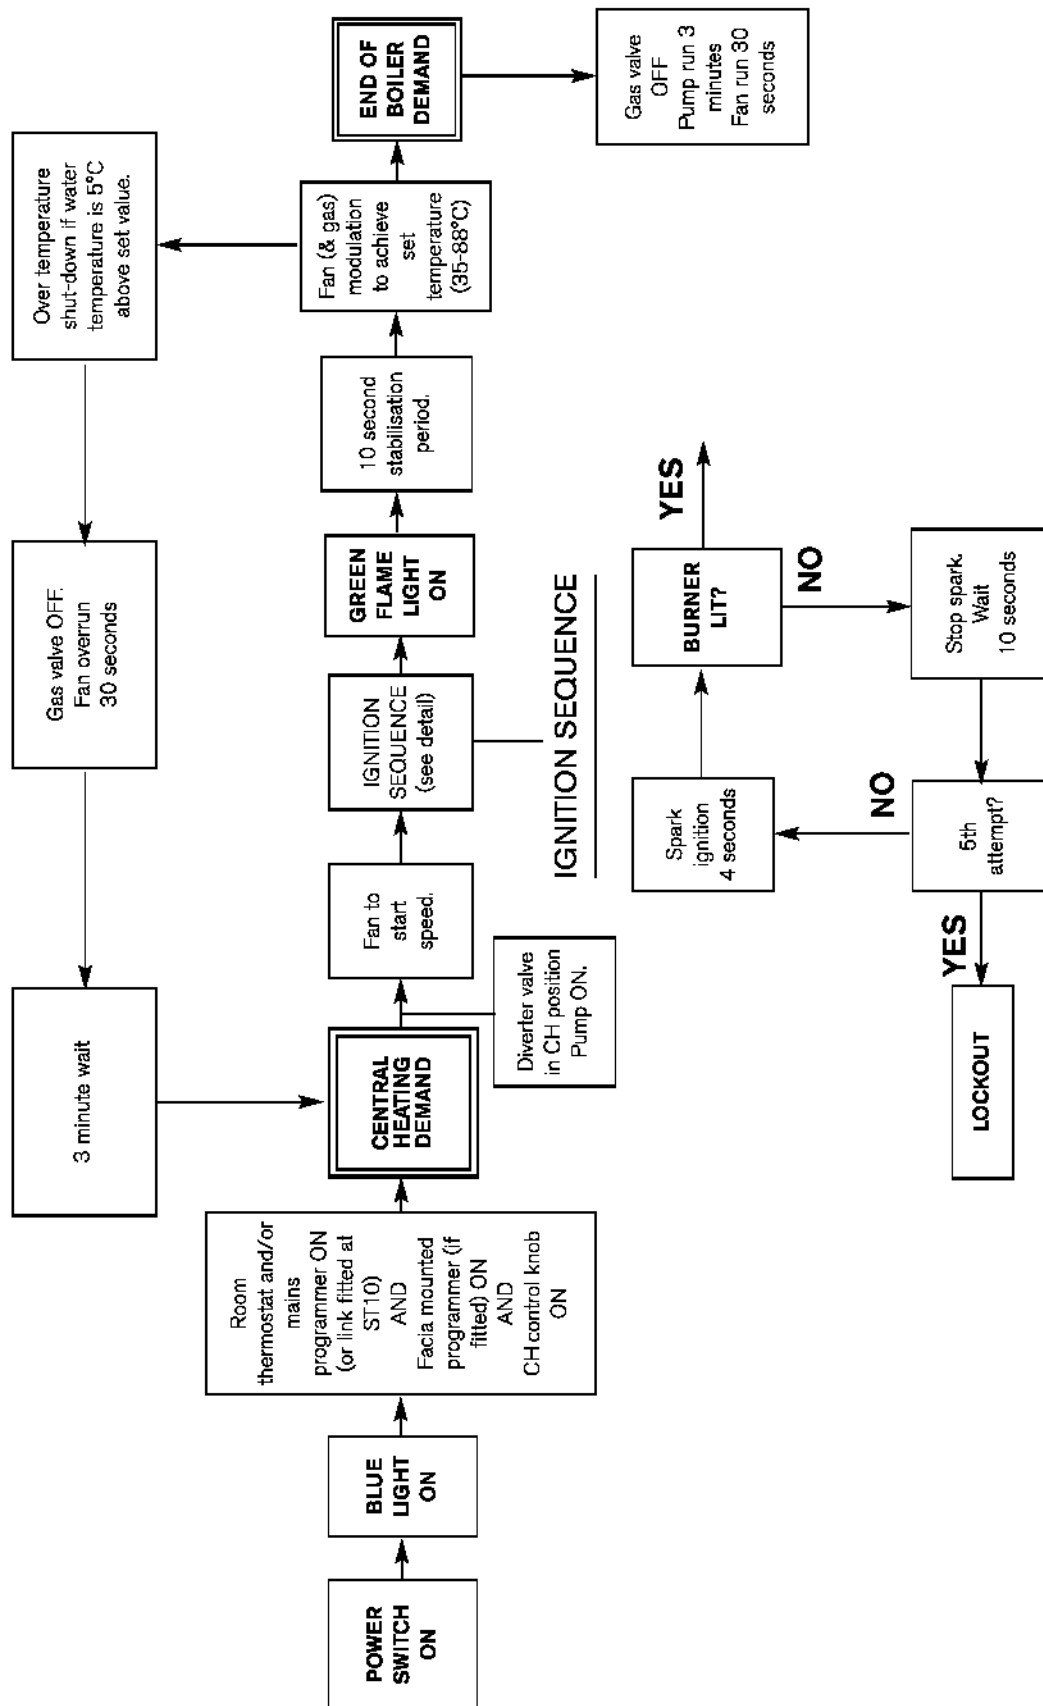 3 minute wait
Gas valve OFF.
Fan overrun
30 seconds
Over temperature
shut-down if water
temperature is 5°C
above set value.
POWER
SWITCH
ON
BLUE
LIGHT
ON
Room
thermostat and/or
mains
programmer ON
(or link fitted at
ST10)
AND
Facia mounted
programmer (if
fitted) ON
AND
CH control knob
ON
CENTRAL
HEATING
DEMAND
Diverter valve
in CH position
Pump ON.
Fan to
start
speed.
IGNITION
SEQUENCE
(see detail)
GREEN
FLAME
LIGHT
ON
10 second
stabilisation
period.
Fan (& gas)
modulation
to achieve
set
temperature
(35-88°C)
END OF
BOILER
DEMAND
Gas valve
OFF
Pump run 3
minutes
Fan run 30
seconds
IGNITION SEQUENCE
Spark
ignition
4 seconds
BURNER
LIT?
YES
NO
Stop spark.
Wait
10 seconds
5th
attempt?
NO
YES
LOCKOUT